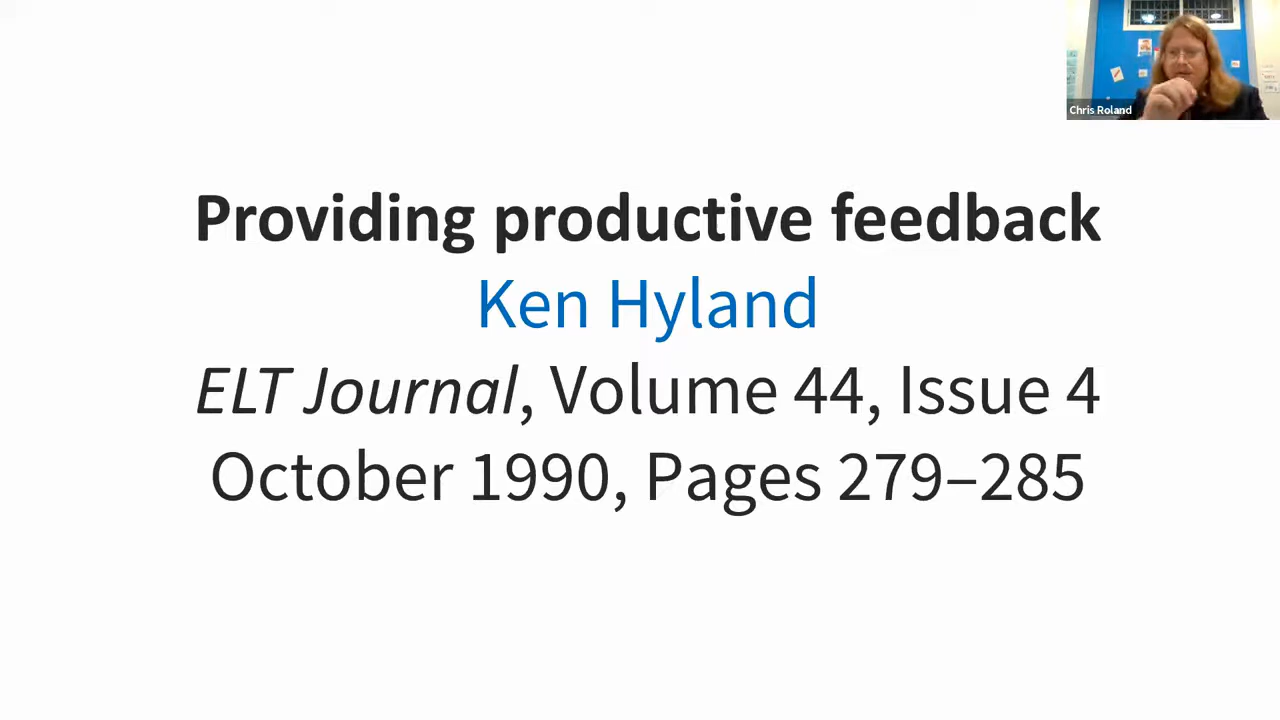 Chris Roland
Providing productive feedback
Ken Hyland
ELT Journal, Volume 44, Issue 4
October 1990, Pages 279–285